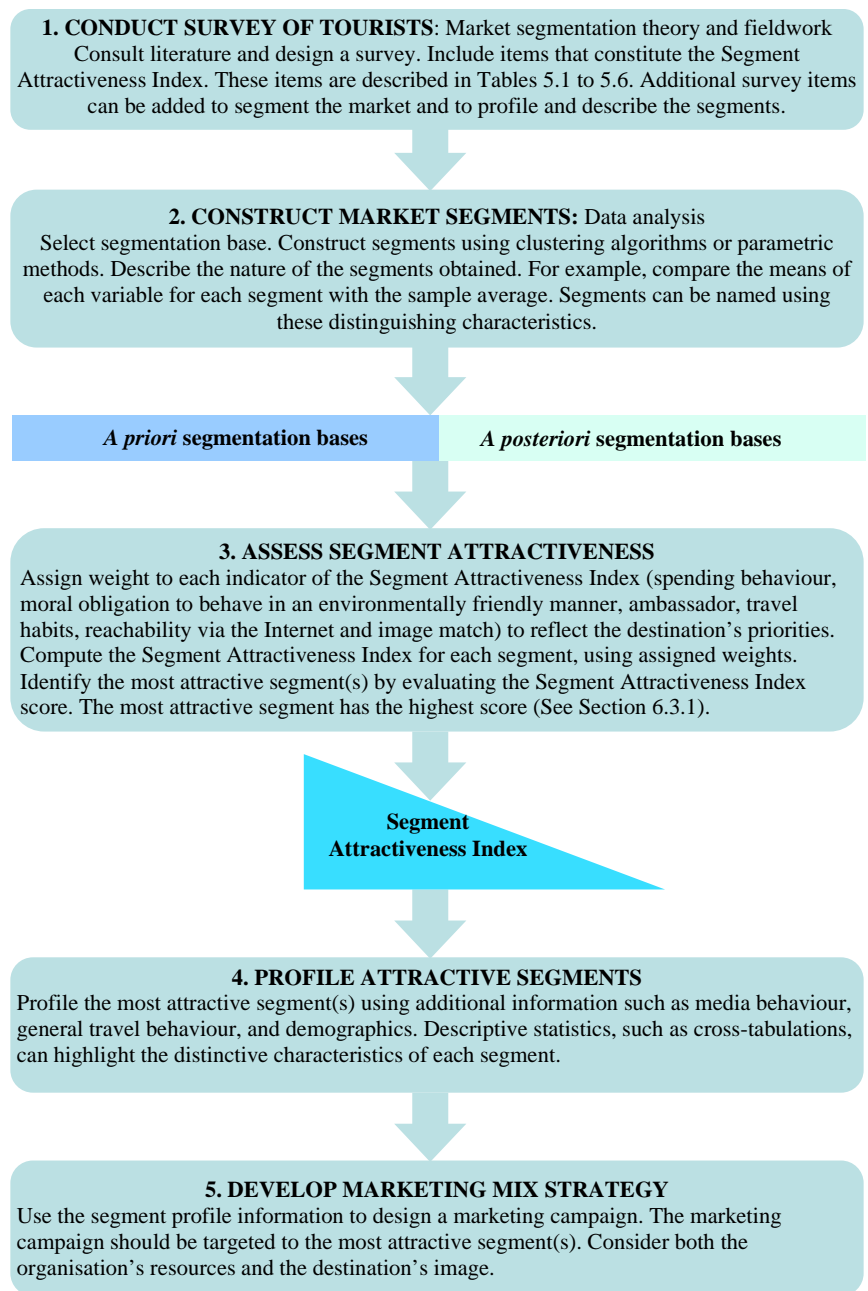 1. CONDUCT SURVEY OF TOURISTS: Market segmentation theory and fieldwork
Consult literature and design a survey. Include items that constitute the Segment
Attractiveness Index. These items are described in Tables 5.1 to 5.6. Additional survey items
can be added to segment the market and to profile and describe the segments.
2. CONSTRUCT MARKET SEGMENTS: Data analysis
Select segmentation base. Construct segments using clustering algorithms or parametric
methods. Describe the nature of the segments obtained. For example, compare the means of
each variable for each segment with the sample average. Segments can be named using
these distinguishing characteristics.
A priori segmentation bases
A posteriori segmentation bases
3. ASSESS SEGMENT ATTRACTIVENESS
Assign weight to each indicator of the Segment Attractiveness Index (spending behaviour,
moral obligation to behave in an environmentally friendly manner, ambassador, travel
habits, reachability via the Internet and image match) to reflect the destination’s priorities.
Compute the Segment Attractiveness Index for each segment, using assigned weights.
Identify the most attractive segment(s) by evaluating the Segment Attractiveness Index
score. The most attractive segment has the highest score (See Section 6.3.1).
Segment
Attractiveness Index
4. PROFILE ATTRACTIVE SEGMENTS
Profile the most attractive segment(s) using additional information such as media behaviour,
general travel behaviour, and demographics. Descriptive statistics, such as cross-tabulations,
can highlight the distinctive characteristics of each segment.
5. DEVELOP MARKETING MIX STRATEGY
Use the segment profile information to design a marketing campaign. The marketing
campaign should be targeted to the most attractive segment(s). Consider both the
organisation’s resources and the destination’s image.